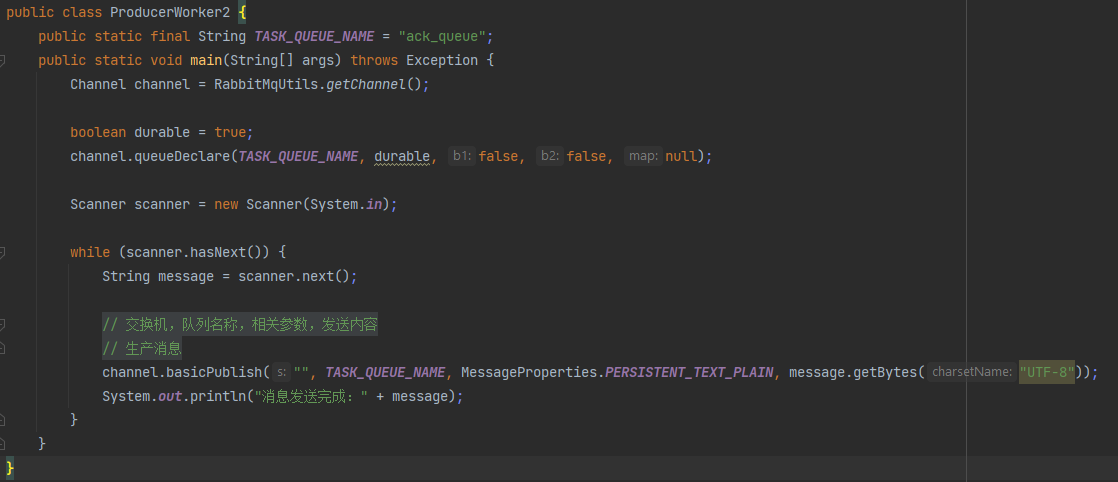 public class ProducerWorker2 {
public static final String TASK_QUEUE_NAME = "ack_queue";
public static void main(String[] args) throws Exception {
Channel channel = RabbitMqUtils.getChannel();
boolean durable = true;
channel.queueDeclare(TASK_QUEUE_NAME, durable, b1: false, b2: false, map: null);
Scanner scanner = new Scanner(System.in);
while (scanner.hasNext()) {
String message = scanner.next();
// 交换机，队列名称，相关参数，发送内容
// 生产消息
channel.basicPublish( s: "", TASK_QUEUE_NAME, MessageProperties.PERSISTENT_TEXT_PLAIN, message.getBytes( charsetName: "UTF-8"));
System.out.println("消息发送完成：" + message);
}
}
}